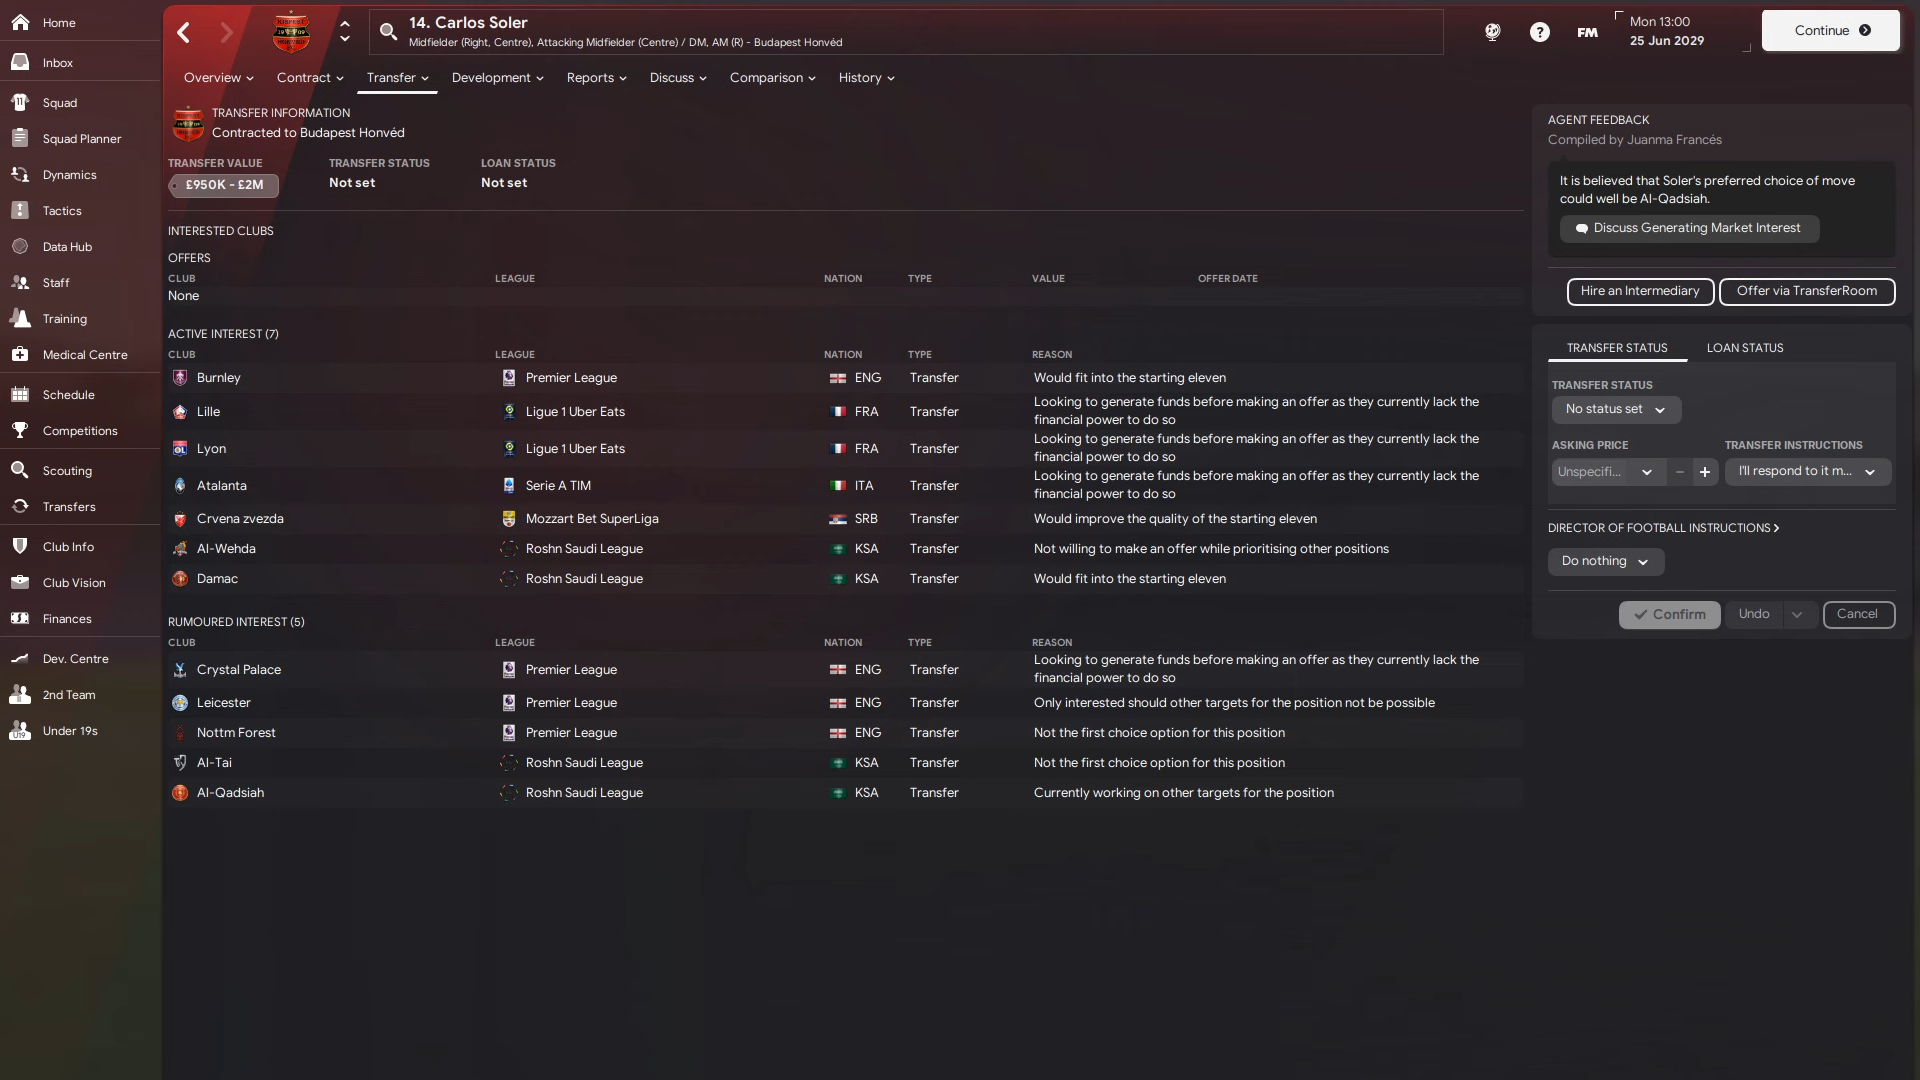 Home
Inbox
Squad
Squad Planner
Dynamics
Tactics
Data Hub
Staff
Training
Medical Centre
Schedule
Competitions
Scouting
Transfers
Club Info
Club Vision
Finances
Dev. Centre
2nd Team
Under 19s
14. Carlos Soler
Midfielder (Right, Centre), Attacking Midfielder (Centre) / DM, AM (R) - Budapest Honvéd
FM
Mon 13:00
25 Jun 2029
Continue
Overview Contract Transfer Development Reports Discuss Comparison History
TRANSFER INFORMATION
Contracted to Budapest Honvéd
TRANSFER VALUE TRANSFER STATUS LOAN STATUS
£950K - £2M Not set Not set
INTERESTED CLUBS
OFFERS
CLUB LEAGUE NATION TYPE VALUE OFFER DATE
None
ACTIVE INTEREST (7)
CLUB LEAGUE NATION TYPE REASON
Burnley Premier League ENG Transfer Would fit into the starting eleven
Lille Ligue 1 Uber Eats FRA Transfer Looking to generate funds before making an offer as they currently lack the
financial power to do so
Lyon Ligue 1 Uber Eats FRA Transfer Looking to generate funds before making an offer as they currently lack the
financial power to do so
Atalanta Serie A TIM ITA Transfer Looking to generate funds before making an offer as they currently lack the
financial power to do so
Crvena zvezda Mozzart Bet SuperLiga SRB Transfer Would improve the quality of the starting eleven
Al-Wehda Roshn Saudi League KSA Transfer Not willing to make an offer while prioritising other positions
Damac Roshn Saudi League KSA Transfer Would fit into the starting eleven
RUMOURED INTEREST (5)
CLUB LEAGUE NATION TYPE REASON
Crystal Palace Premier League ENG Transfer Looking to generate funds before making an offer as they currently lack the
financial power to do so
Leicester Premier League ENG Transfer Only interested should other targets for the position not be possible
Nottm Forest Premier League ENG Transfer Not the first choice option for this position
Al-Tai Roshn Saudi League KSA Transfer Not the first choice option for this position
Al-Qadsiah Roshn Saudi League KSA Transfer Currently working on other targets for the position
AGENT FEEDBACK
Compiled by Juanma Francés
It is believed that Soler's preferred choice of move
could well be Al-Qadsiah.
Discuss Generating Market Interest
Hire an Intermediary Offer via TransferRoom
TRANSFER STATUS LOAN STATUS
TRANSFER STATUS
No status set
ASKING PRICE TRANSFER INSTRUCTIONS
Unspecifi... I'll respond to it m...
DIRECTOR OF FOOTBALL INSTRUCTIONS
Do nothing
Confirm Undo Cancel